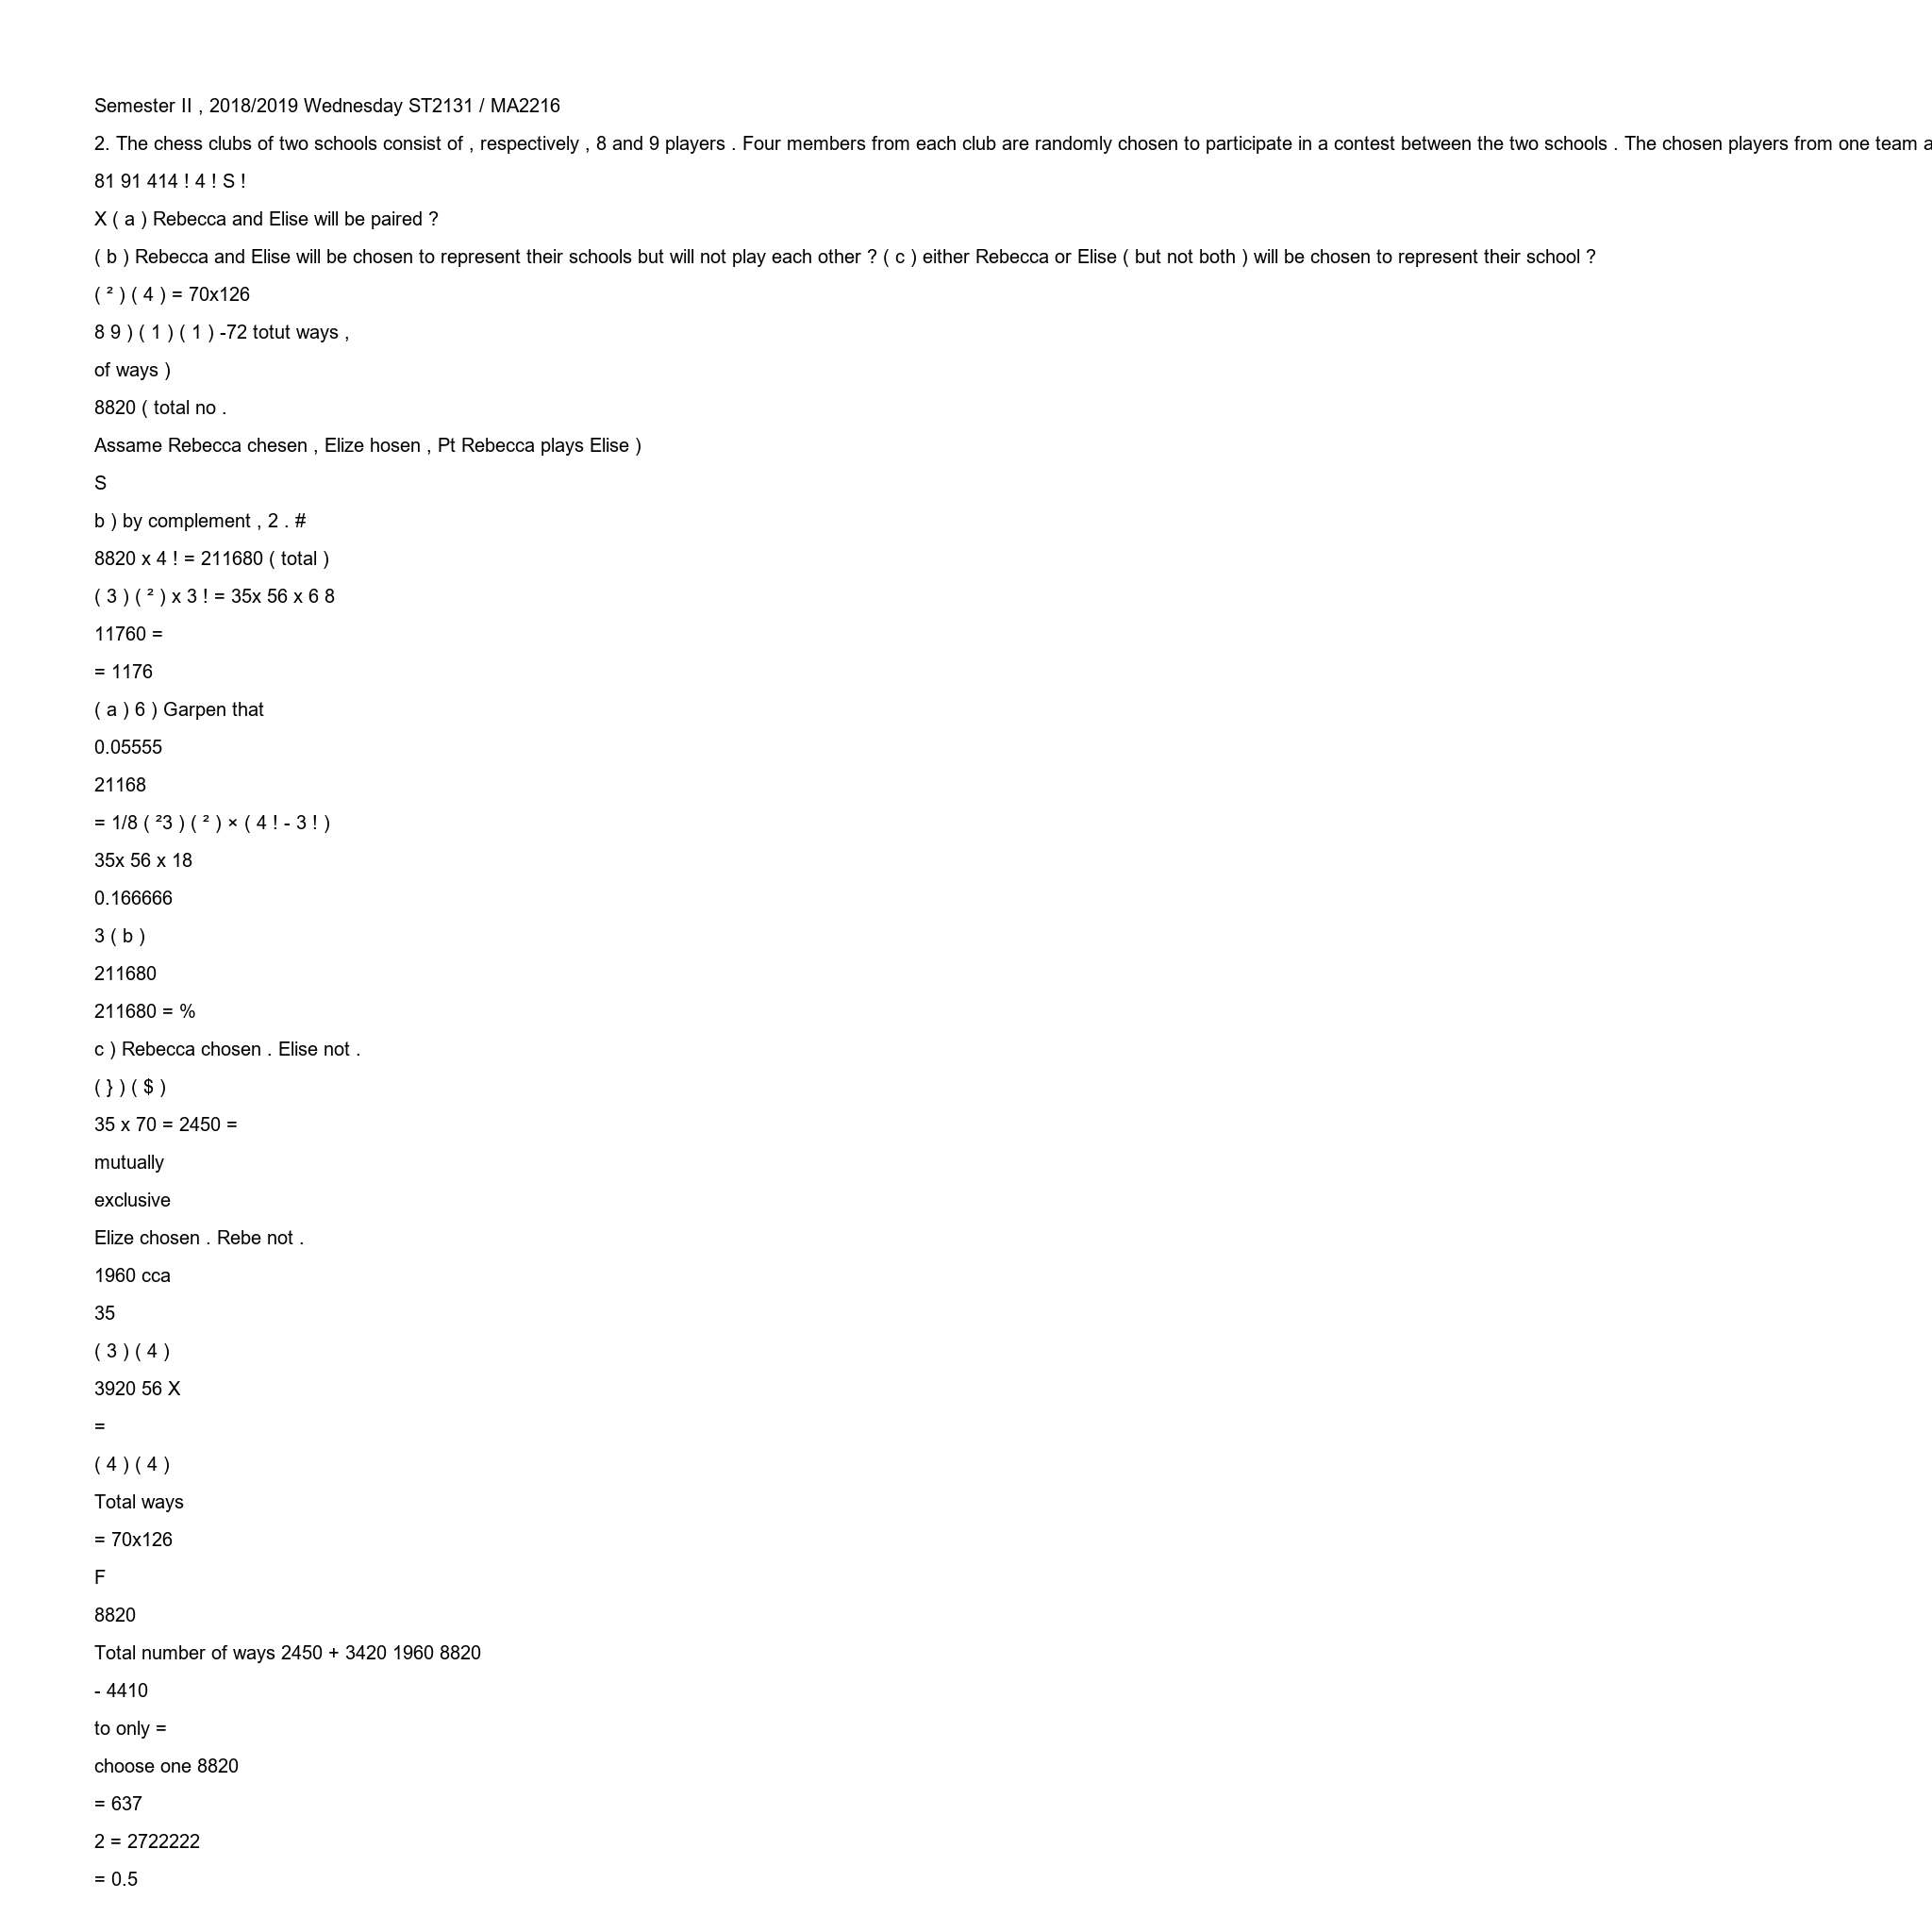 Semester II , 2018/2019 Wednesday ST2131 / MA2216
2. The chess clubs of two schools consist of , respectively , 8 and 9 players . Four members from each club are randomly chosen to participate in a contest between the two schools . The chosen players from one team a
81 91 414 ! 4 ! S !
X ( a ) Rebecca and Elise will be paired ?
( b ) Rebecca and Elise will be chosen to represent their schools but will not play each other ? ( c ) either Rebecca or Elise ( but not both ) will be chosen to represent their school ?
( ² ) ( 4 ) = 70x126
8 9 ) ( 1 ) ( 1 ) -72 totut ways ,
of ways )
8820 ( total no .
Assame Rebecca chesen , Elize hosen , Pt Rebecca plays Elise )
S
b ) by complement , 2 . #
8820 x 4 ! = 211680 ( total )
( 3 ) ( ² ) x 3 ! = 35x 56 x 6 8
11760 =
= 1176
( a ) 6 ) Garpen that
0.05555
21168
= 1/8 ( ²3 ) ( ² ) × ( 4 ! - 3 ! )
35x 56 x 18
0.166666
3 ( b )
211680
211680 = %
c ) Rebecca chosen . Elise not .
( } ) ( $ )
35 x 70 = 2450 =
mutually
exclusive
Elize chosen . Rebe not .
1960 cca
35
( 3 ) ( 4 )
3920 56 X
=
( 4 ) ( 4 )
Total ways
= 70x126
F
8820
Total number of ways 2450 + 3420 1960 8820
- 4410
to only =
choose one 8820
= 637
2 = 2722222
= 0.5